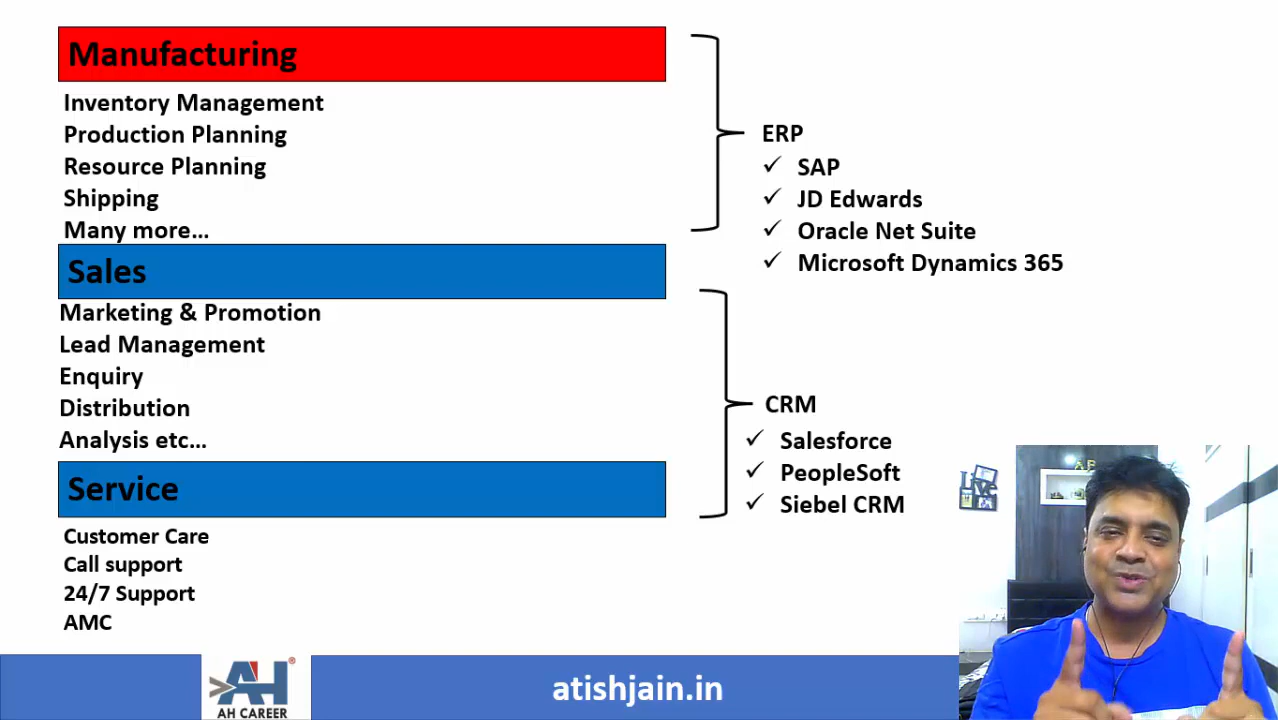 Manufacturing
Inventory Management
Production Planning
Resource Planning
Shipping
Many more...
ERP
SAP
JD Edwards
Oracle Net Suite
Microsoft Dynamics 365
Sales
Marketing & Promotion
Lead Management
Enquiry
Distribution
Analysis etc...
CRM
Salesforce
PeopleSoft
Siebel CRM
Service
Customer Care
Call support
24/7 Support
AMC
AH®
AH CAREER
atishjain.in